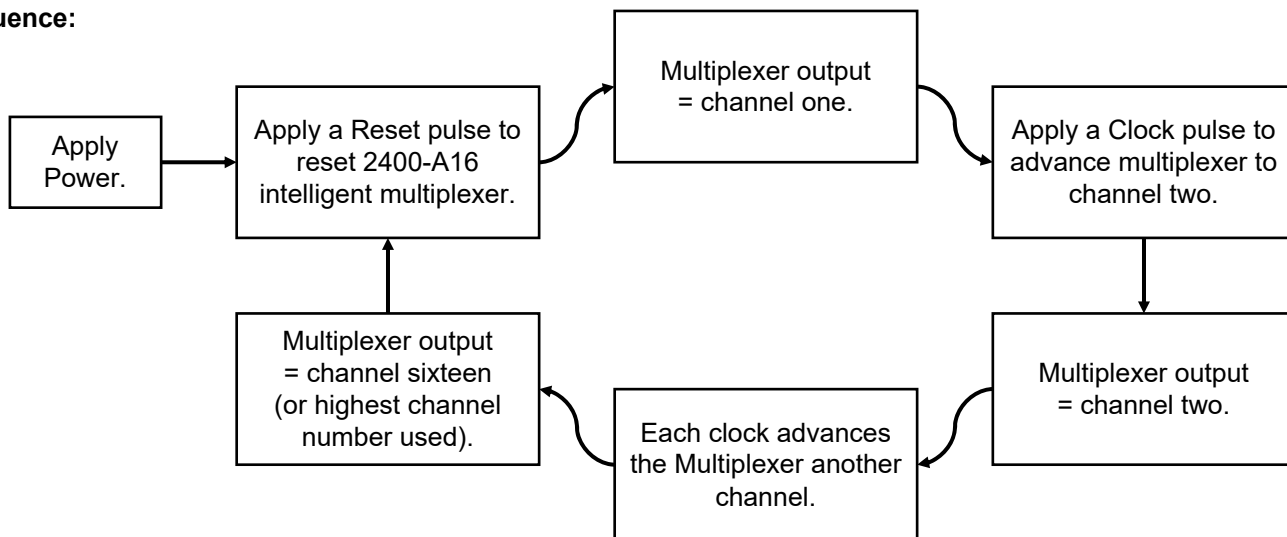 uence:
Apply
Power.
Apply a Reset pulse to
reset 2400-A16
intelligent multiplexer.
Multiplexer output
= channel one.
Apply a Clock pulse to
advance multiplexer to
channel two.
Multiplexer output
= channel two.
Each clock advances
the Multiplexer another
channel.
Multiplexer output
= channel sixteen
(or highest channel
number used).